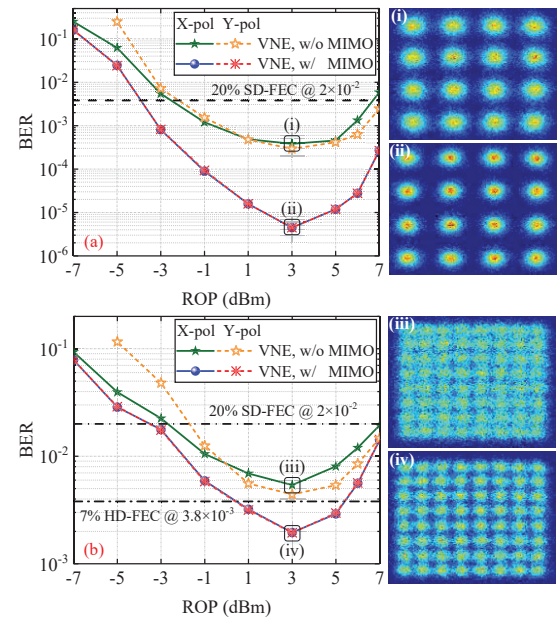 X-pol Y-pol
VNE, w/o MIMO
VNE, w/ MIMO
20% SD-FEC @ 2×10⁻²
(i)
(ii)
(a)
BER
10⁰
10⁻¹
10⁻²
10⁻³
10⁻⁴
10⁻⁵
10⁻⁶
-7 -5 -3 -1 1 3 5 7
ROP (dBm)
(i)
(ii)
X-pol Y-pol
VNE, w/o MIMO
VNE, w/ MIMO
20% SD-FEC @ 2×10⁻²
(iii)
7% HD-FEC @ 3.8×10⁻³
(iv)
(b)
BER
10⁻¹
10⁻²
10⁻³
-7 -5 -3 -1 1 3 5 7
ROP (dBm)
(iii)
(iv)